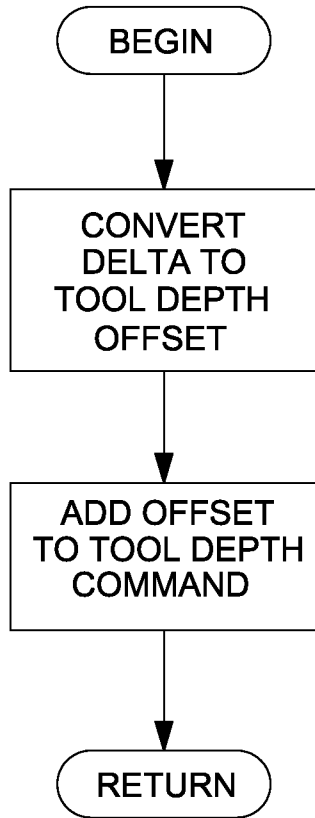 BEGIN
CONVERT
DELTA TO
TOOL DEPTH
OFFSET
ADD OFFSET
TO TOOL DEPTH
COMMAND
RETURN